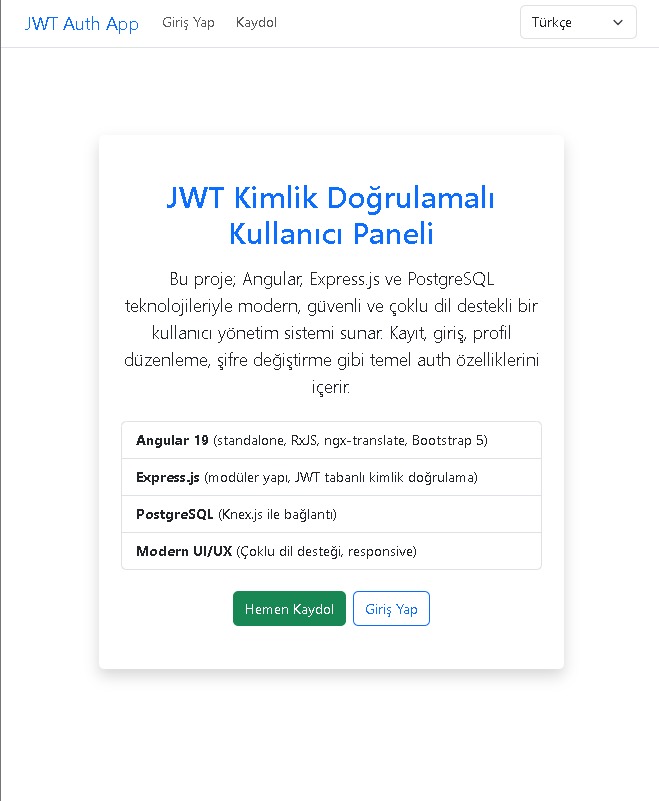 JWT Auth App
Giriş Yap
Kaydol
Türkçe
JWT Kimlik Doğrulamalı
Kullanıcı Paneli
Bu proje; Angular, Express.js ve PostgreSQL
teknolojileriyle modern, güvenli ve çoklu dil destekli bir
kullanıcı yönetim sistemi sunar. Kayıt, giriş, profil
düzenleme, şifre değiştirme gibi temel auth özelliklerini
içerir.
Angular 19 (standalone, RxJS, ngx-translate, Bootstrap 5)
Express.js (modüler yapı, JWT tabanlı kimlik doğrulama)
PostgreSQL (Knex.js ile bağlantı)
Modern UI/UX (Çoklu dil desteği, responsive)
Hemen Kaydol
Giriş Yap